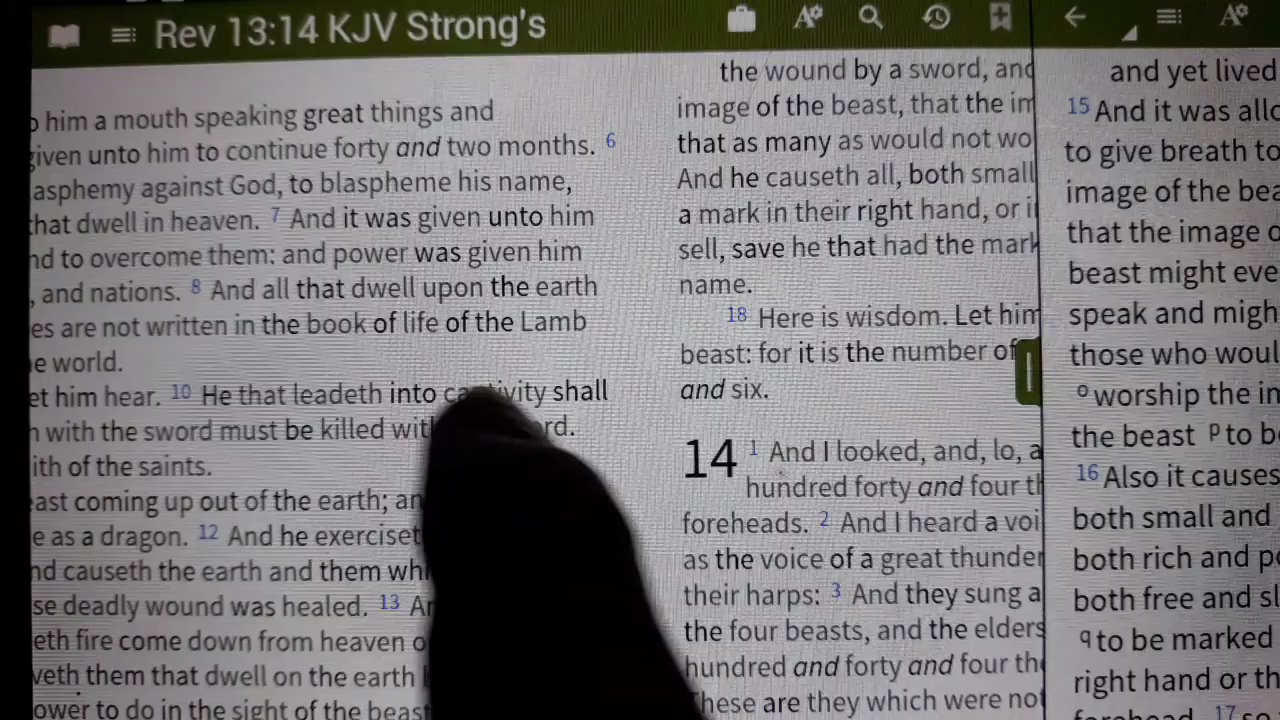 Rev 13:14 KJV Strong's
him a mouth speaking great things and
given unto him to continue forty and two months. 6
asphemy against God, to blaspheme his name,
that dwell in heaven. 7 And it was given unto him
nd to overcome them: and power was given him
, and nations. 8 And all that dwell upon the earth
es are not written in the book of life of the Lamb
e world.
et him hear. 10 He that leadeth into captivity shall
with the sword must be killed with ord.
ith of the saints.
east coming up out of the earth; an
e as a dragon. 12 And he exerciset
nd causeth the earth and them wh
se deadly wound was healed. 13 A
eth fire come down from heaven o
veth them that dwell on the earth
ower to do in the sight of the beast
the wound by a sword, and
image of the beast, that the im
that as many as would not wo
And he causeth all, both small
a mark in their right hand, or i
sell, save he that had the mark
name.
18 Here is wisdom. Let him
beast: for it is the number of
and six.
14 1 And I looked, and, lo, a
hundred forty and four th
foreheads. 2 And I heard a voi
as the voice of a great thunder
their harps: 3 And they sung a
the four beasts, and the elders
hundred and forty and four th
These are they which were not
and yet lived
15 And it was allo
to give breath to
image of the bea
that the image o
beast might eve
speak and migh
those who woul
o worship the im
the beast p to be
16 Also it causes
both small and
both rich and po
both free and sl
q to be marked
right hand or th
forehead, 17 so